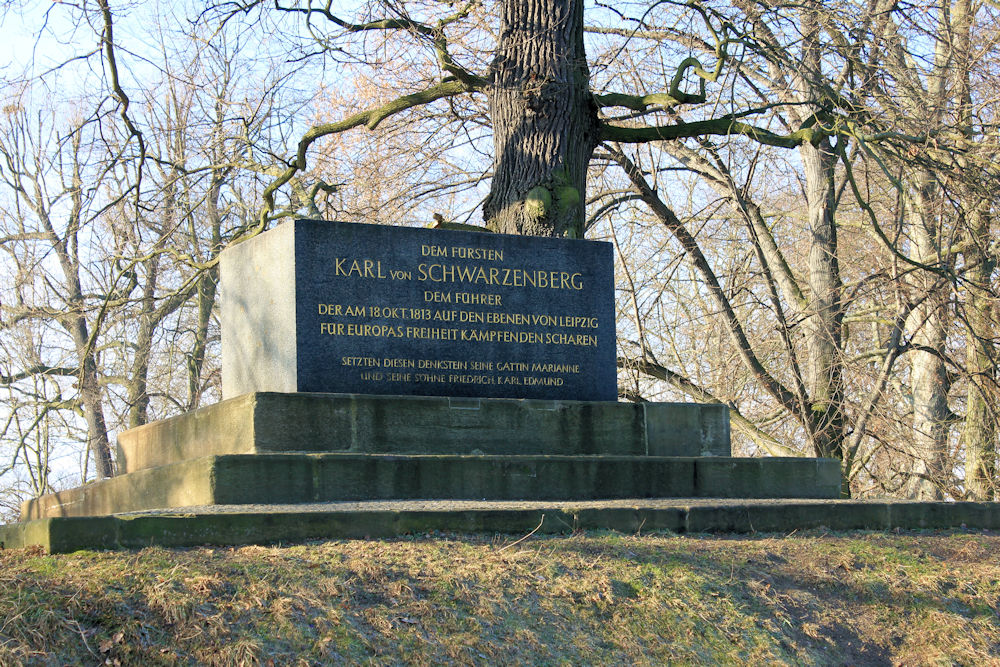 DEM FÜRSTEN
KARL VON SCHWARZENBERG
DEM FÜHRER
DER AM 18.OKT.1813 AUF DEN EBENEN VON LEIPZIG
FÜR EUROPAS FREIHEIT KÄMPFENDEN SCHAREN
SETZTEN DIESEN DENKSTEIN SEINE GATTIN MARIANNE
UND SEINE SÖHNE FRIEDRICH, KARL, EDMUND